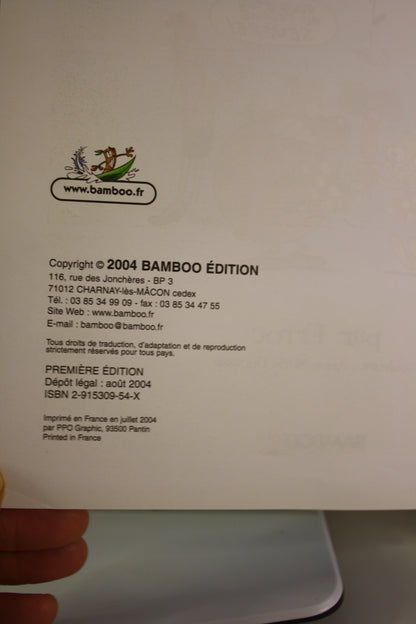 www.bamboo.fr
Copyright © 2004 BAMBOO ÉDITION
116, rue des Jonchères - BP 3
71012 CHARNAY-lès-MÂCON cedex
Tél. : 03 85 34 99 09 - fax : 03 85 34 47 55
Site Web : www.bamboo.fr
E-mail : bamboo@bamboo.fr
Tous droits de traduction, d'adaptation et de reproduction
strictement réservés pour tous pays.
PREMIÈRE ÉDITION
Dépôt légal : août 2004
ISBN 2-915309-54-X
Imprimé en France en juillet 2004
par PPO Graphic, 93500 Pantin
Printed in France